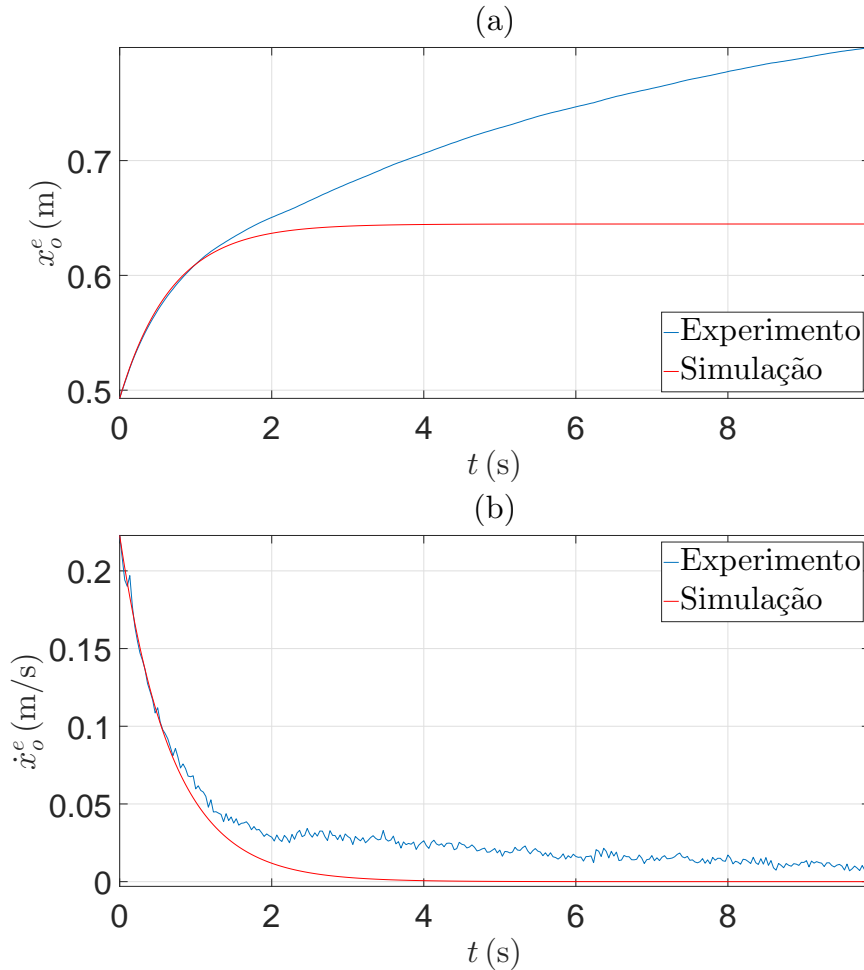 (a)
0.7
0.6
0.5
x_o^e (m)
Experimento
Simulação
0 2 4 6 8
t (s)
(b)
0.2
0.15
0.1
0.05
0
ẋ_o^e (m/s)
Experimento
Simulação
0 2 4 6 8
t (s)